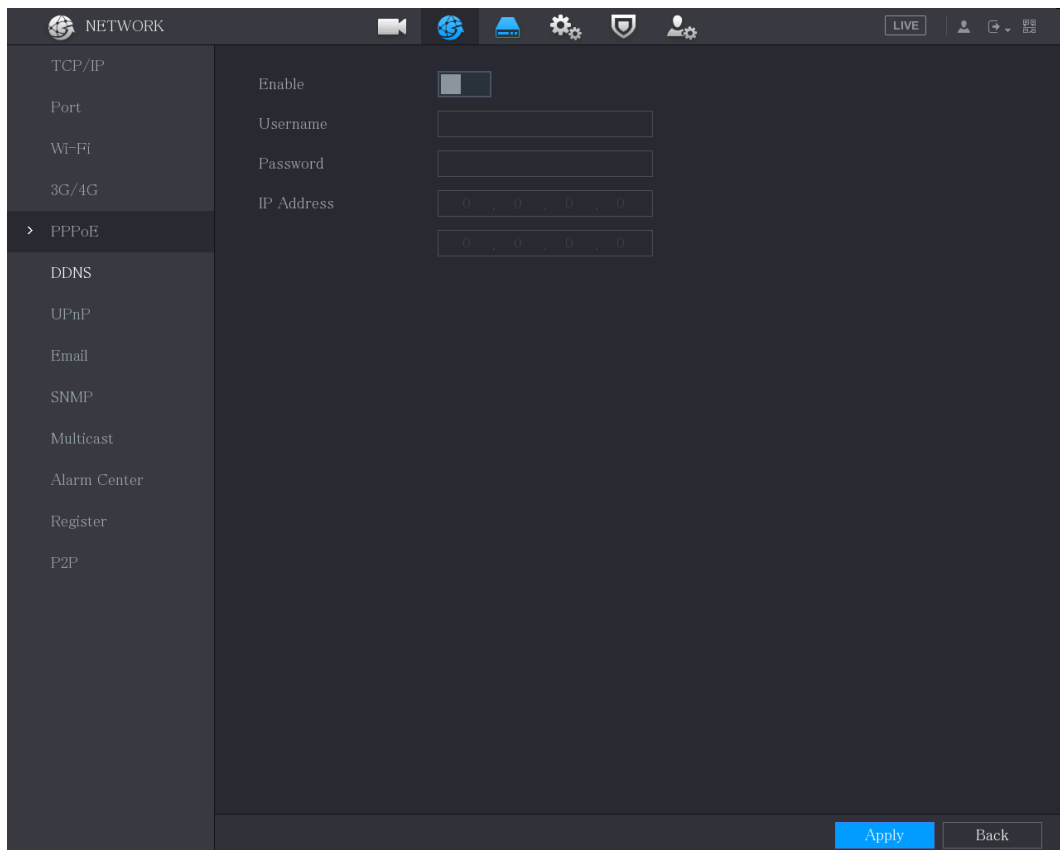 NETWORK
LIVE
TCP/IP
Port
Wi-Fi
3G/4G
PPPoE
DDNS
UPnP
Email
SNMP
Multicast
Alarm Center
Register
P2P
Enable
Username
Password
IP Address
0 . 0 . 0 . 0
0 . 0 . 0 . 0
Apply
Back